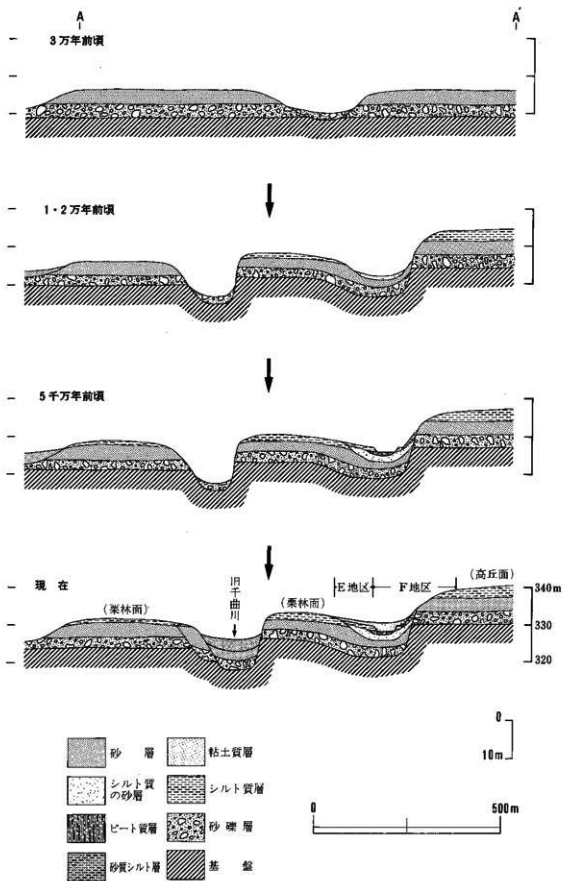 A A′
3万年前頃
1・2万年前頃
5千万年前頃
現在
(栗林面)
旧千曲川
(栗林面)
E地区
F地区
(高丘面)
340m
330
320
砂層
粘土質層
シルト質の砂層
シルト質層
ピート質層
砂礫層
砂質シルト層
基盤
0
10m
0 500m